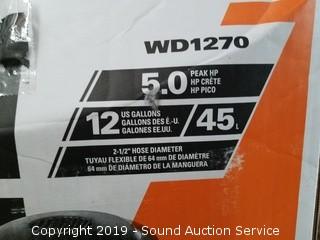 WD1270
5.0 PEAK HP
HP CRÊTE
HP PICO
12 US GALLONS
GALLONS DES É.-U.
GALONES EE.UU.
45L
2-1/2" HOSE DIAMETER
TUYAU FLEXIBLE DE 64 mm DE DIAMÈTRE
64 mm DE DIÁMETRO DE LA MANGUERA
Copyright 2019 - Sound Auction Service